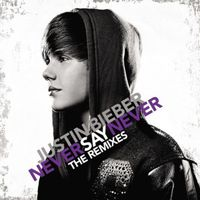 JUSTIN BIEBER
NEVER SAY NEVER
THE REMIXES